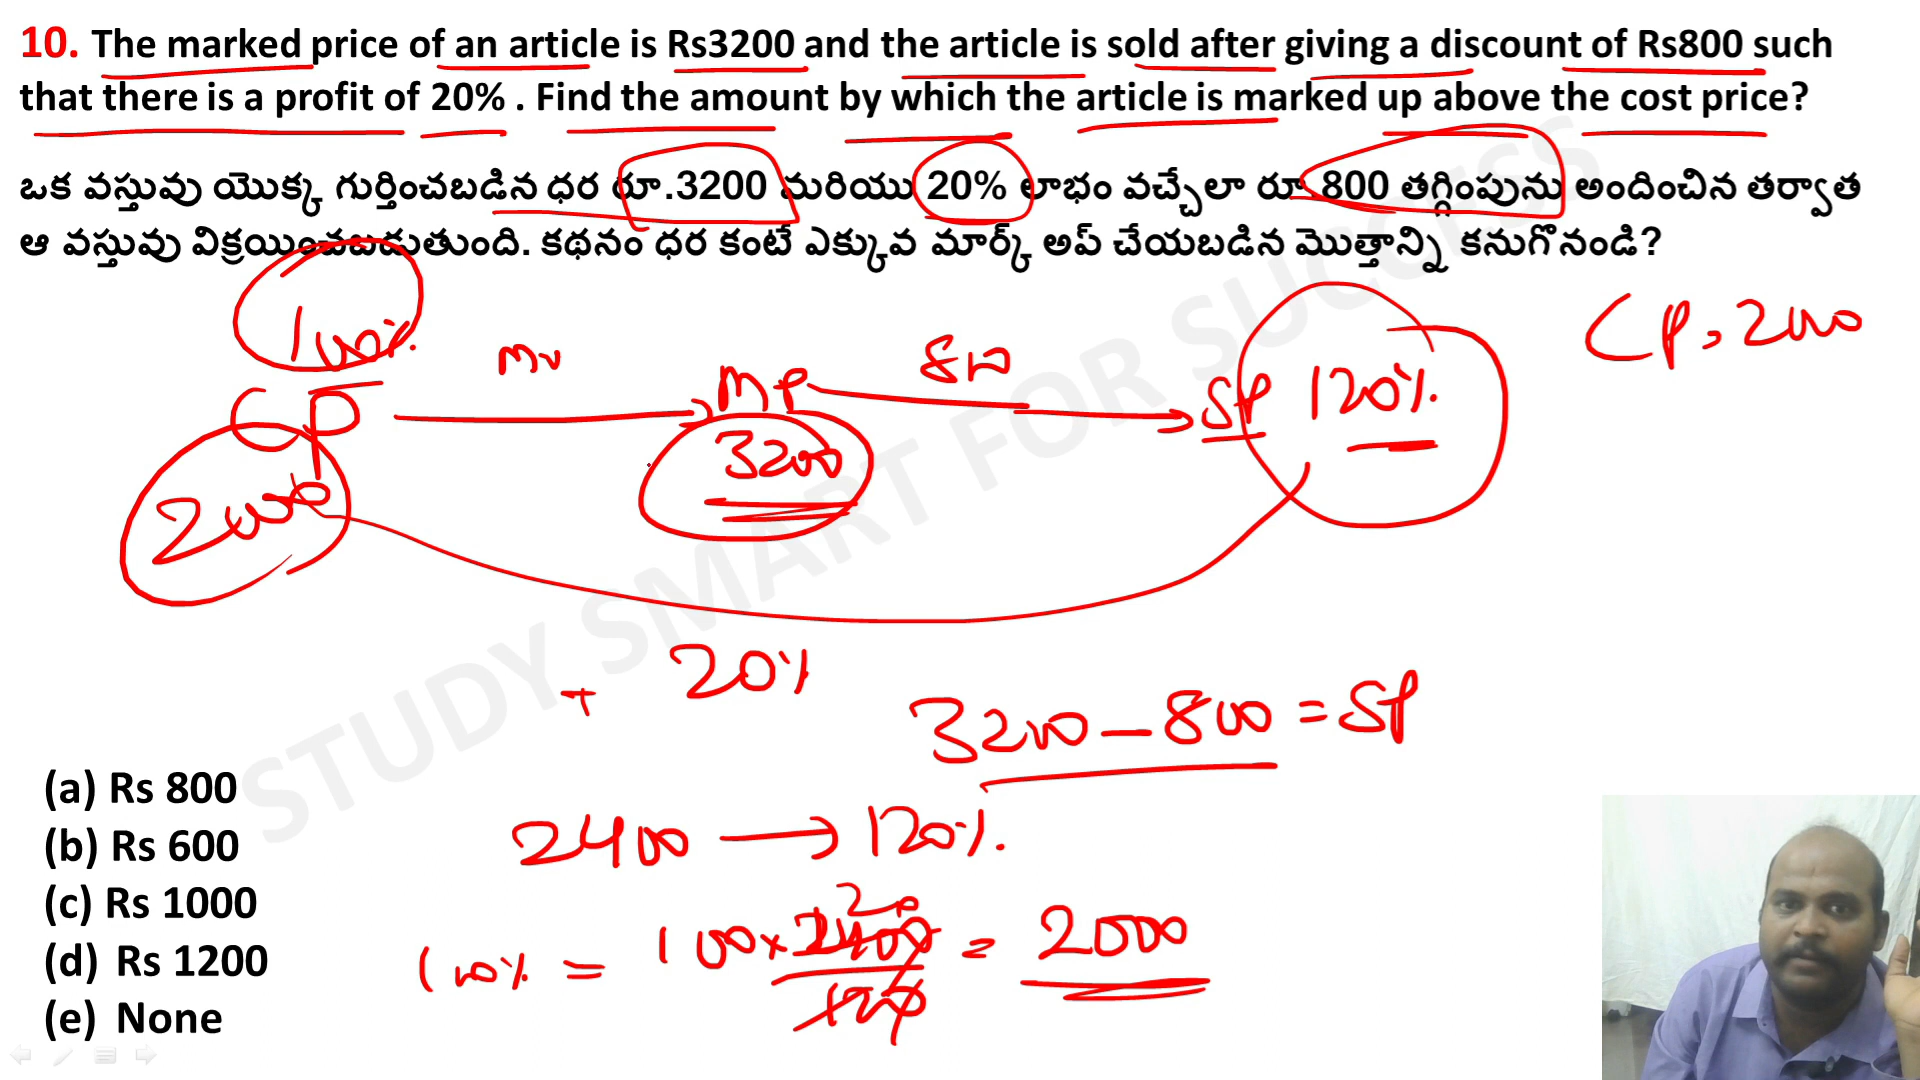 10. The marked price of an article is Rs3200 and the article is sold after giving a discount of Rs800 such
that there is a profit of 20% . Find the amount by which the article is marked up above the cost price?
ఒక వస్తువు యొక్క గుర్తించబడిన ధర రూ.3200 మరియు 20% లాభం వచ్చేలా రూ 800 తగ్గింపును అందించిన తర్వాత
ఆ వస్తువు విక్రయించబడుతుంది. కథనం ధర కంటే ఎక్కువ మార్క్ అప్ చేయబడిన మొత్తాన్ని కనుగొనండి?
100%
CP
2000
MU
MP
3200
800
SP 120%
CP = 2000
+ 20%
3200 - 800 = SP
2400 → 120%
100% = 100 × 2400 / 120 = 2000
20
(a) Rs 800
(b) Rs 600
(c) Rs 1000
(d) Rs 1200
(e) None
STUDY SMART FOR SUCCESS